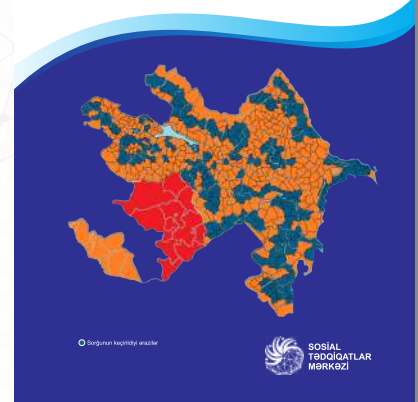 Sorğunun keçirildiyi ərazilər
SOSİAL
TƏDQİQATLAR
MƏRKƏZİ